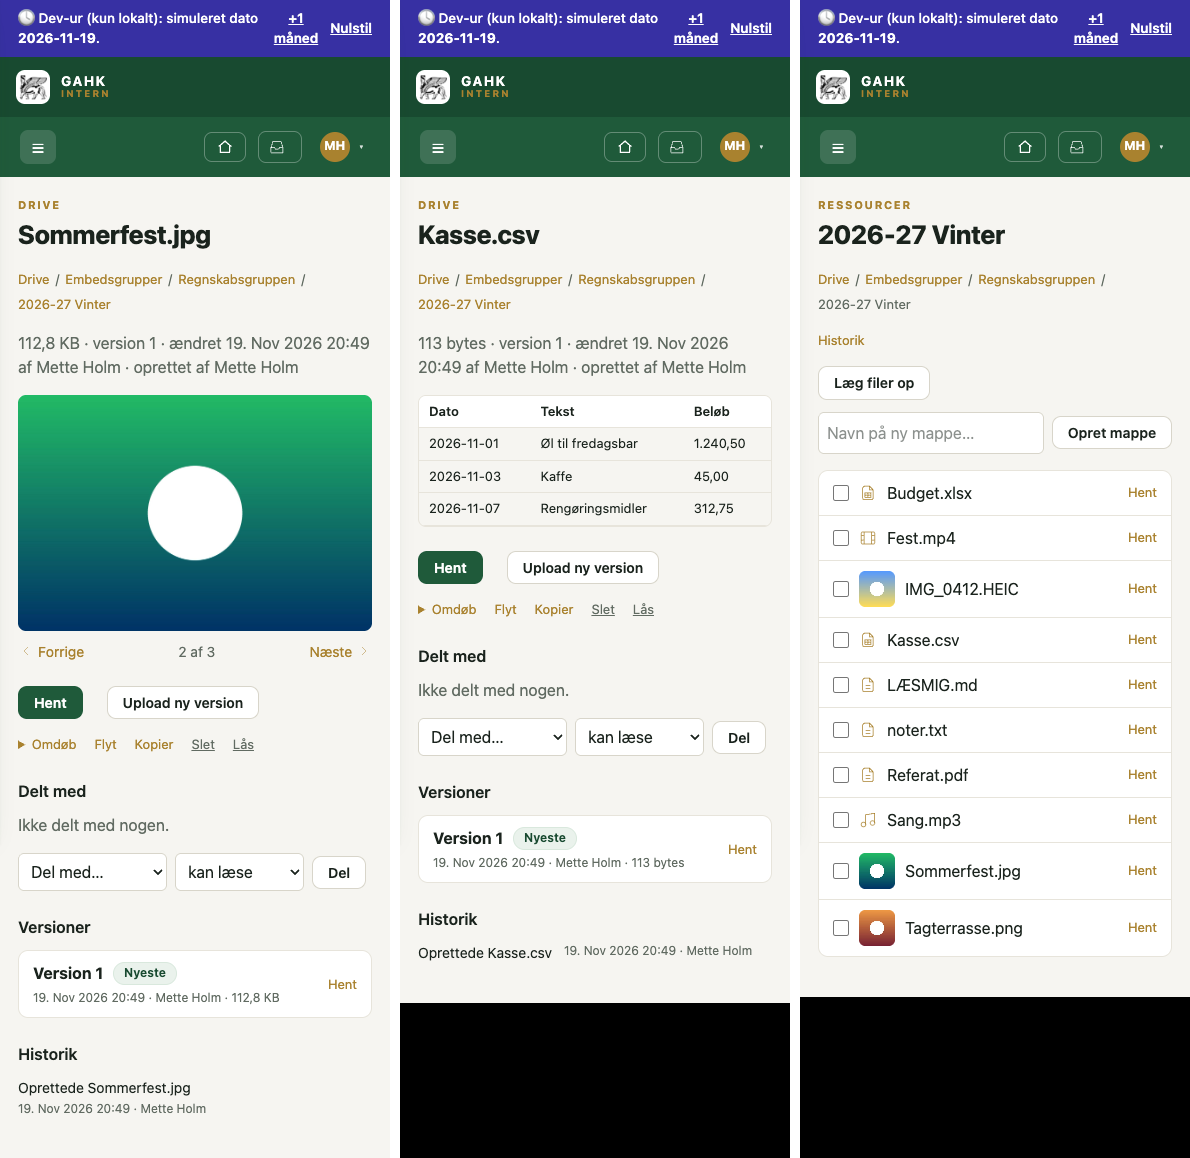 Dev-ur (kun lokalt): simuleret dato 2026-11-19.
+1 måned
Nulstil
GAHK
INTERN
MH
DRIVE
Sommerfest.jpg
Drive / Embedsgrupper / Regnskabsgruppen /
2026-27 Vinter
112,8 KB · version 1 · ændret 19. Nov 2026 20:49
af Mette Holm · oprettet af Mette Holm
Forrige
2 af 3
Næste
Hent
Upload ny version
Omdøb Flyt Kopier Slet Lås
Delt med
Ikke delt med nogen.
Del med...
kan læse
Del
Versioner
Version 1 Nyeste
19. Nov 2026 20:49 · Mette Holm · 112,8 KB
Hent
Historik
Oprettede Sommerfest.jpg
19. Nov 2026 20:49 · Mette Holm
Dev-ur (kun lokalt): simuleret dato 2026-11-19.
+1 måned
Nulstil
GAHK
INTERN
MH
DRIVE
Kasse.csv
Drive / Embedsgrupper / Regnskabsgruppen /
2026-27 Vinter
113 bytes · version 1 · ændret 19. Nov 2026
20:49 af Mette Holm · oprettet af Mette Holm
Dato Tekst Beløb
2026-11-01 Øl til fredagsbar 1.240,50
2026-11-03 Kaffe 45,00
2026-11-07 Rengøringsmidler 312,75
Hent
Upload ny version
Omdøb Flyt Kopier Slet Lås
Delt med
Ikke delt med nogen.
Del med...
kan læse
Del
Versioner
Version 1 Nyeste
19. Nov 2026 20:49 · Mette Holm · 113 bytes
Hent
Historik
Oprettede Kasse.csv 19. Nov 2026 20:49 · Mette Holm
Dev-ur (kun lokalt): simuleret dato 2026-11-19.
+1 måned
Nulstil
GAHK
INTERN
MH
RESSOURCER
2026-27 Vinter
Drive / Embedsgrupper / Regnskabsgruppen /
2026-27 Vinter
Historik
Læg filer op
Navn på ny mappe...
Opret mappe
Budget.xlsx Hent
Fest.mp4 Hent
IMG_0412.HEIC Hent
Kasse.csv Hent
LÆSMIG.md Hent
noter.txt Hent
Referat.pdf Hent
Sang.mp3 Hent
Sommerfest.jpg Hent
Tagterrasse.png Hent